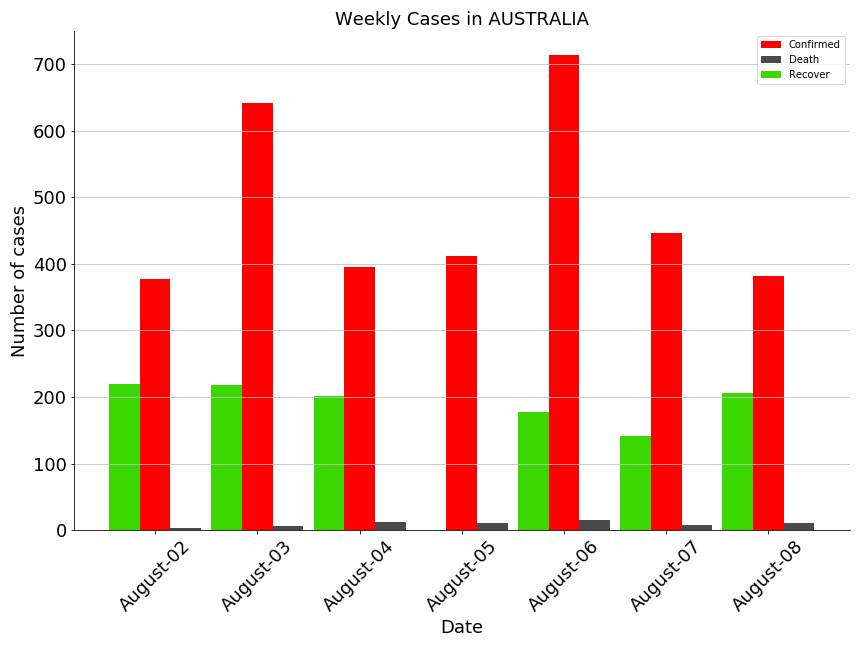 Weekly Cases in AUSTRALIA
Confirmed
Death
Recover
Number of cases
700
600
500
400
300
200
100
0
August-02
August-03
August-04
August-05
August-06
August-07
August-08
Date